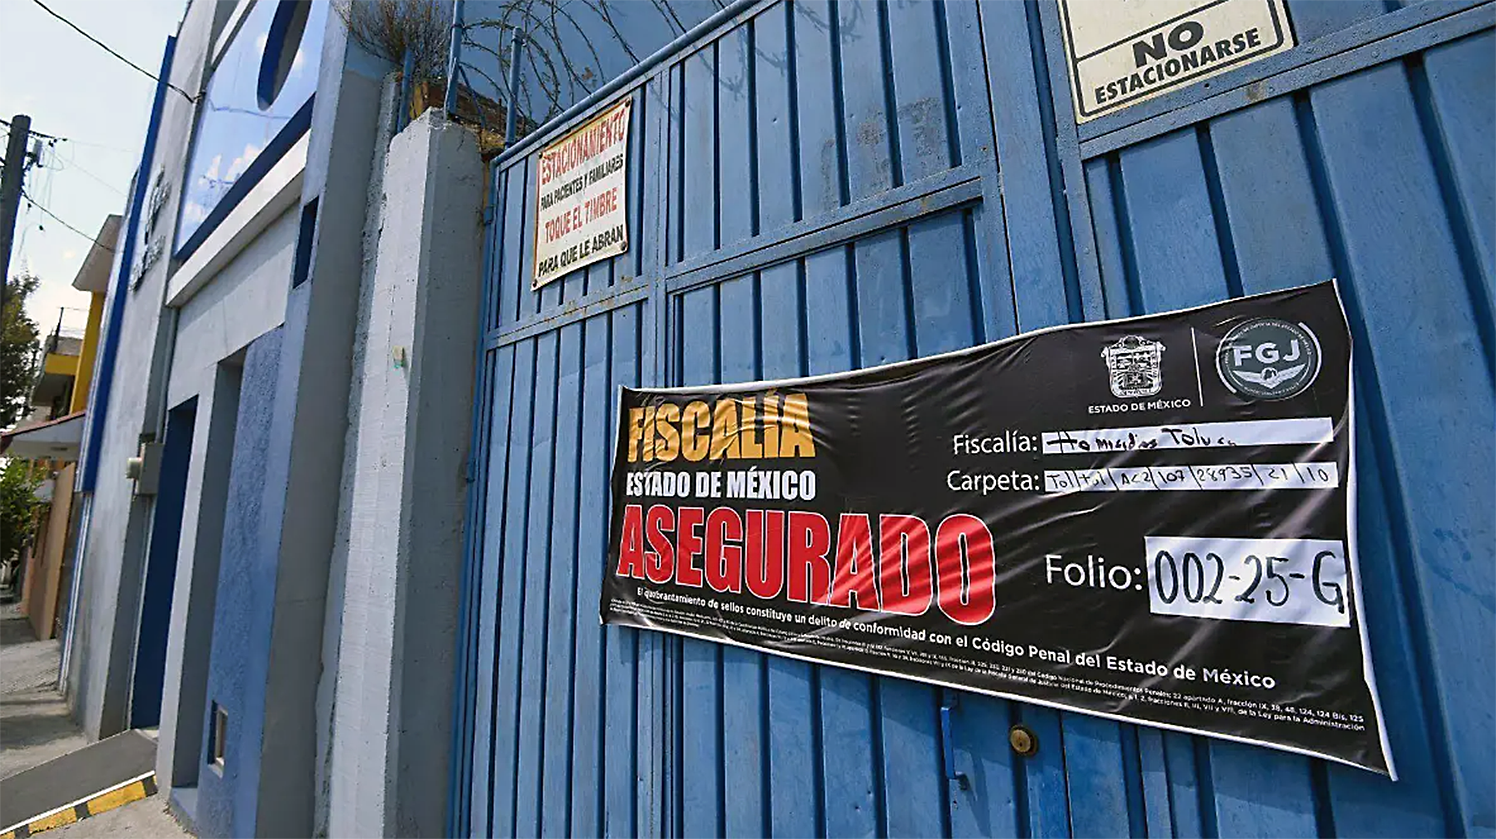 NO
ESTACIONARSE
ESTACIONAMIENTO
PARA PACIENTES Y FAMILIARES
TOQUE EL TIMBRE
PARA QUE LE ABRAN
FISCALÍA
ESTADO DE MÉXICO
ASEGURADO
El quebrantamiento de sellos constituye un delito de conformidad con el Código Penal del Estado de México
ESTADO DE MÉXICO
FGJ
Fiscalía: Homicidios Toluca
Carpeta: Tol/Tol/AC2/107/28935/21/10
Folio: 002-25-G